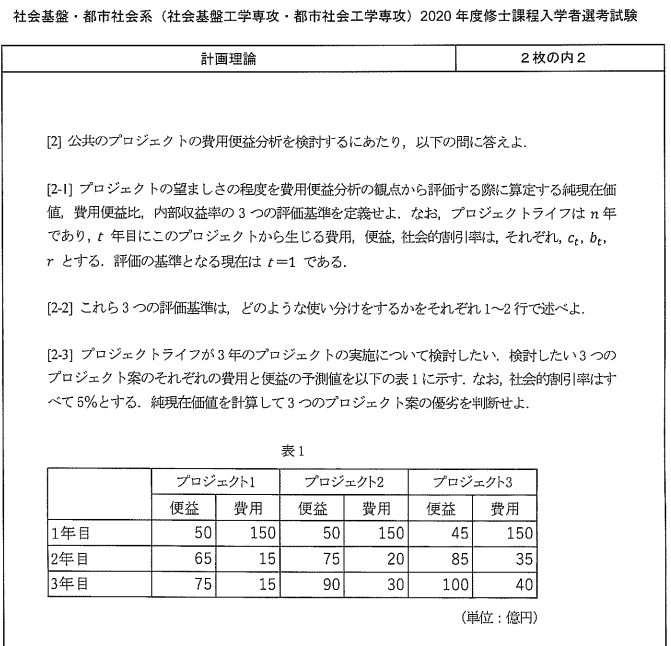 社会基盤・都市社会系（社会基盤工学専攻・都市社会工学専攻）2020 年度修士課程入学者選考試験
計画理論
2枚の内2
[2] 公共のプロジェクトの費用便益分析を検討するにあたり，以下の問に答えよ．
[2-1] プロジェクトの望ましさの程度を費用便益分析の観点から評価する際に算定する純現在価
値，費用便益比，内部収益率の3つの評価基準を定義せよ．なお，プロジェクトライフは n 年
であり，t 年目にこのプロジェクトから生じる費用，便益，社会的割引率は，それぞれ，cₜ, bₜ,
r とする．評価の基準となる現在は t＝1 である．
[2-2] これら3つの評価基準は，どのような使い分けをするかをそれぞれ1～2行で述べよ．
[2-3] プロジェクトライフが3年のプロジェクトの実施について検討したい．検討したい3つの
プロジェクト案のそれぞれの費用と便益の予測値を以下の表1に示す．なお，社会的割引率はす
べて5%とする．純現在価値を計算して3つのプロジェクト案の優劣を判断せよ．
表1
プロジェクト1 プロジェクト2 プロジェクト3
便益 費用 便益 費用 便益 費用
1年目 50 150 50 150 45 150
2年目 65 15 75 20 85 35
3年目 75 15 90 30 100 40
（単位：億円）